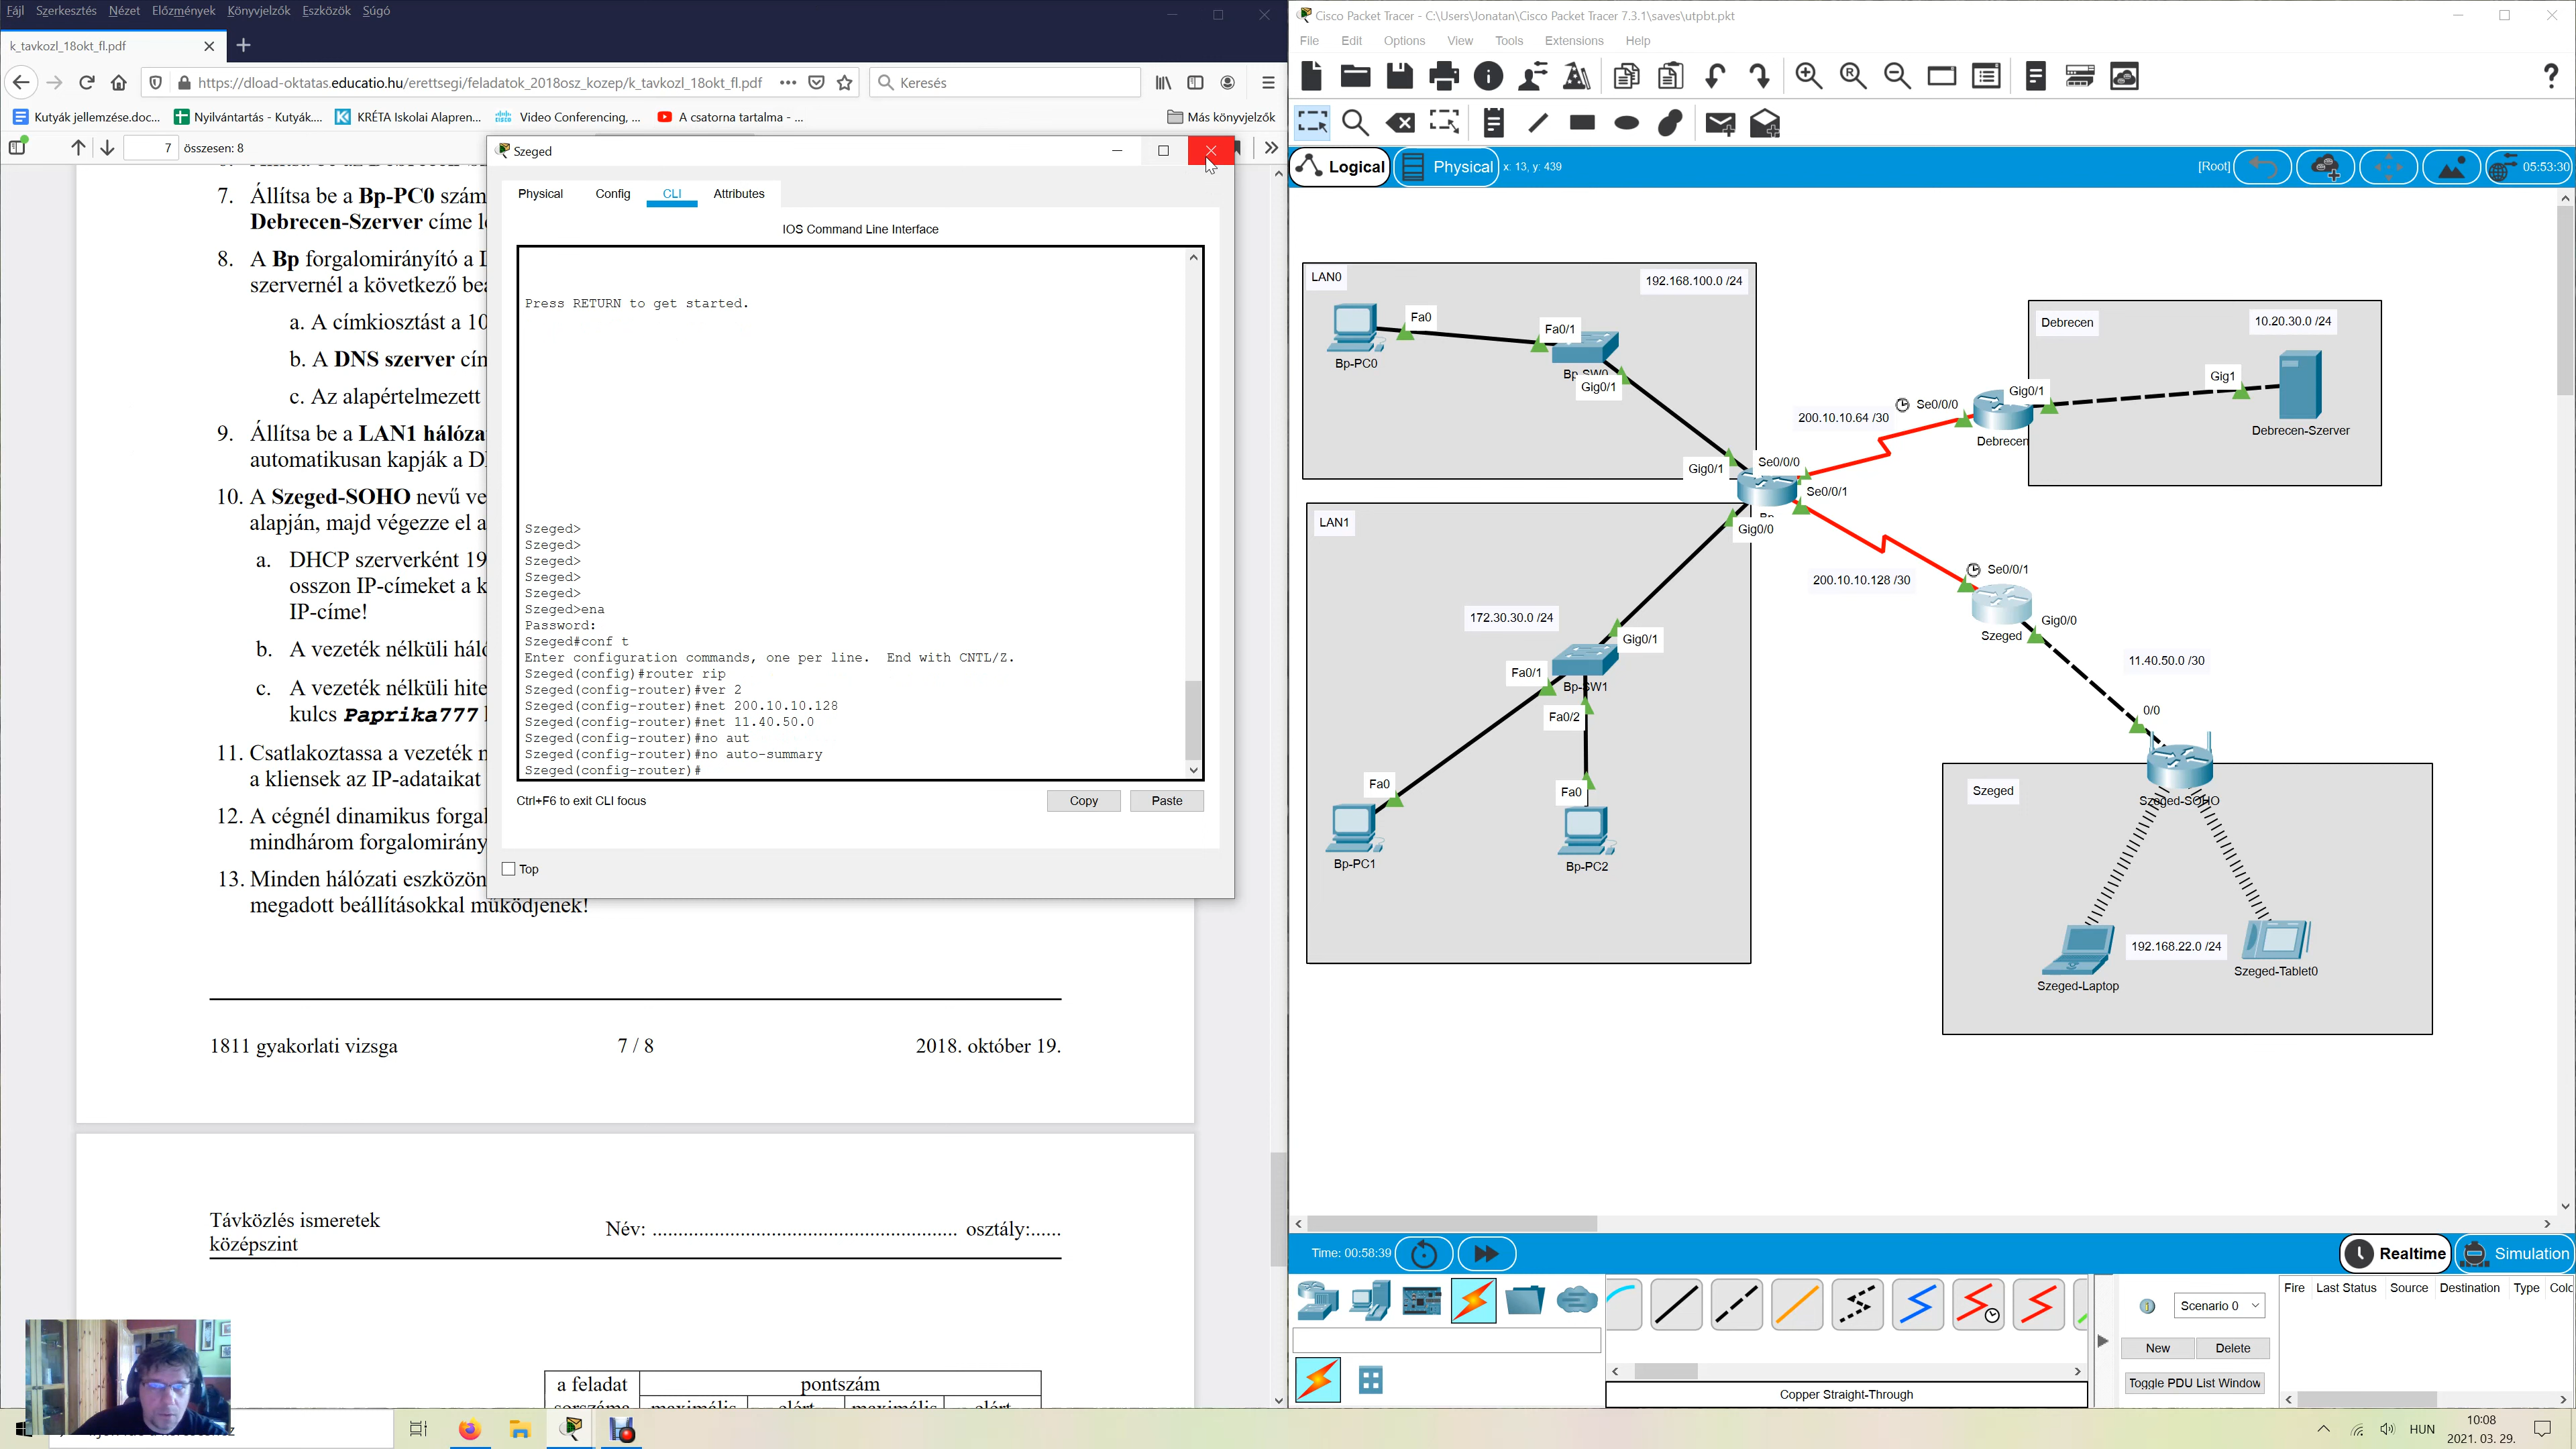 Fájl Szerkesztés Nézet Előzmények Könyvjelzők Eszközök Súgó
k_tavkozl_18okt_fl.pdf
https://dload-oktatas.educatio.hu/erettsegi/feladatok_2018osz_kozep/k_tavkozl_18okt_fl.pdf
Keresés
Kutyák jellemzése.doc...
Nyilvántartás - Kutyák....
KRÉTA Iskolai Alapren...
Video Conferencing, ...
A csatorna tartalma - ...
Más könyvjelzők
7 összesen: 8
7. Állítsa be a Bp-PC0 szám
Debrecen-Szerver címe l
8. A Bp forgalomirányító a
szervernél a következő be
a. A címkiosztást a 10
b. A DNS szerver cím
c. Az alapértelmezett
9. Állítsa be a LAN1 hálóza
automatikusan kapják a D
10. A Szeged-SOHO nevű ve
alapján, majd végezze el a
a. DHCP szerverként 19
osszon IP-címeket a k
IP-címe!
b. A vezeték nélküli háló
c. A vezeték nélküli hite
kulcs Paprika777
11. Csatlakoztassa a vezeték n
a kliensek az IP-adataikat
12. A cégnél dinamikus forgal
mindhárom forgalomirány
13. Minden hálózati eszközön
megadott beállításokkal működjenek!
1811 gyakorlati vizsga
7 / 8
2018. október 19.
Távközlés ismeretek
középszint
Név: ........................................................... osztály:......
a feladat
pontszám
Szeged
Physical
Config
CLI
Attributes
IOS Command Line Interface
Press RETURN to get started.
Szeged>
Szeged>
Szeged>
Szeged>
Szeged>
Szeged>ena
Password:
Szeged#conf t
Enter configuration commands, one per line. End with CNTL/Z.
Szeged(config)#router rip
Szeged(config-router)#ver 2
Szeged(config-router)#net 200.10.10.128
Szeged(config-router)#net 11.40.50.0
Szeged(config-router)#no aut
Szeged(config-router)#no auto-summary
Szeged(config-router)#
Ctrl+F6 to exit CLI focus
Copy
Paste
Top
Cisco Packet Tracer - C:\Users\Jonatan\Cisco Packet Tracer 7.3.1\saves\utpbt.pkt
File Edit Options View Tools Extensions Help
Logical
Physical
x: 13, y: 439
[Root]
05:53:30
LAN0
192.168.100.0 /24
Fa0
Bp-PC0
Fa0/1
Bp-SW0
Gig0/1
Gig0/1
Se0/0/0
Se0/0/1
Bp
Gig0/0
200.10.10.64 /30
Se0/0/0
Debrecen
Gig0/1
Debrecen
10.20.30.0 /24
Gig1
Debrecen-Szerver
LAN1
172.30.30.0 /24
Gig0/1
Fa0/1
Bp-SW1
Fa0/2
Fa0
Bp-PC1
Fa0
Bp-PC2
200.10.10.128 /30
Se0/0/1
Szeged
Gig0/0
11.40.50.0 /30
0/0
Szeged
Szeged-SOHO
192.168.22.0 /24
Szeged-Laptop
Szeged-Tablet0
Time: 00:58:39
Realtime
Simulation
Scenario 0
New
Delete
Toggle PDU List Window
Fire Last Status Source Destination Type
Copper Straight-Through
HUN
10:08
2021. 03. 29.